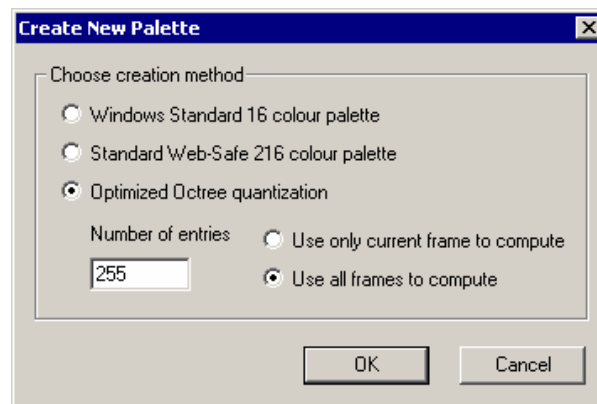 Create New Palette
Choose creation method
Windows Standard 16 colour palette
Standard Web-Safe 216 colour palette
Optimized Octree quantization
Number of entries
Use only current frame to compute
255
Use all frames to compute
OK
Cancel